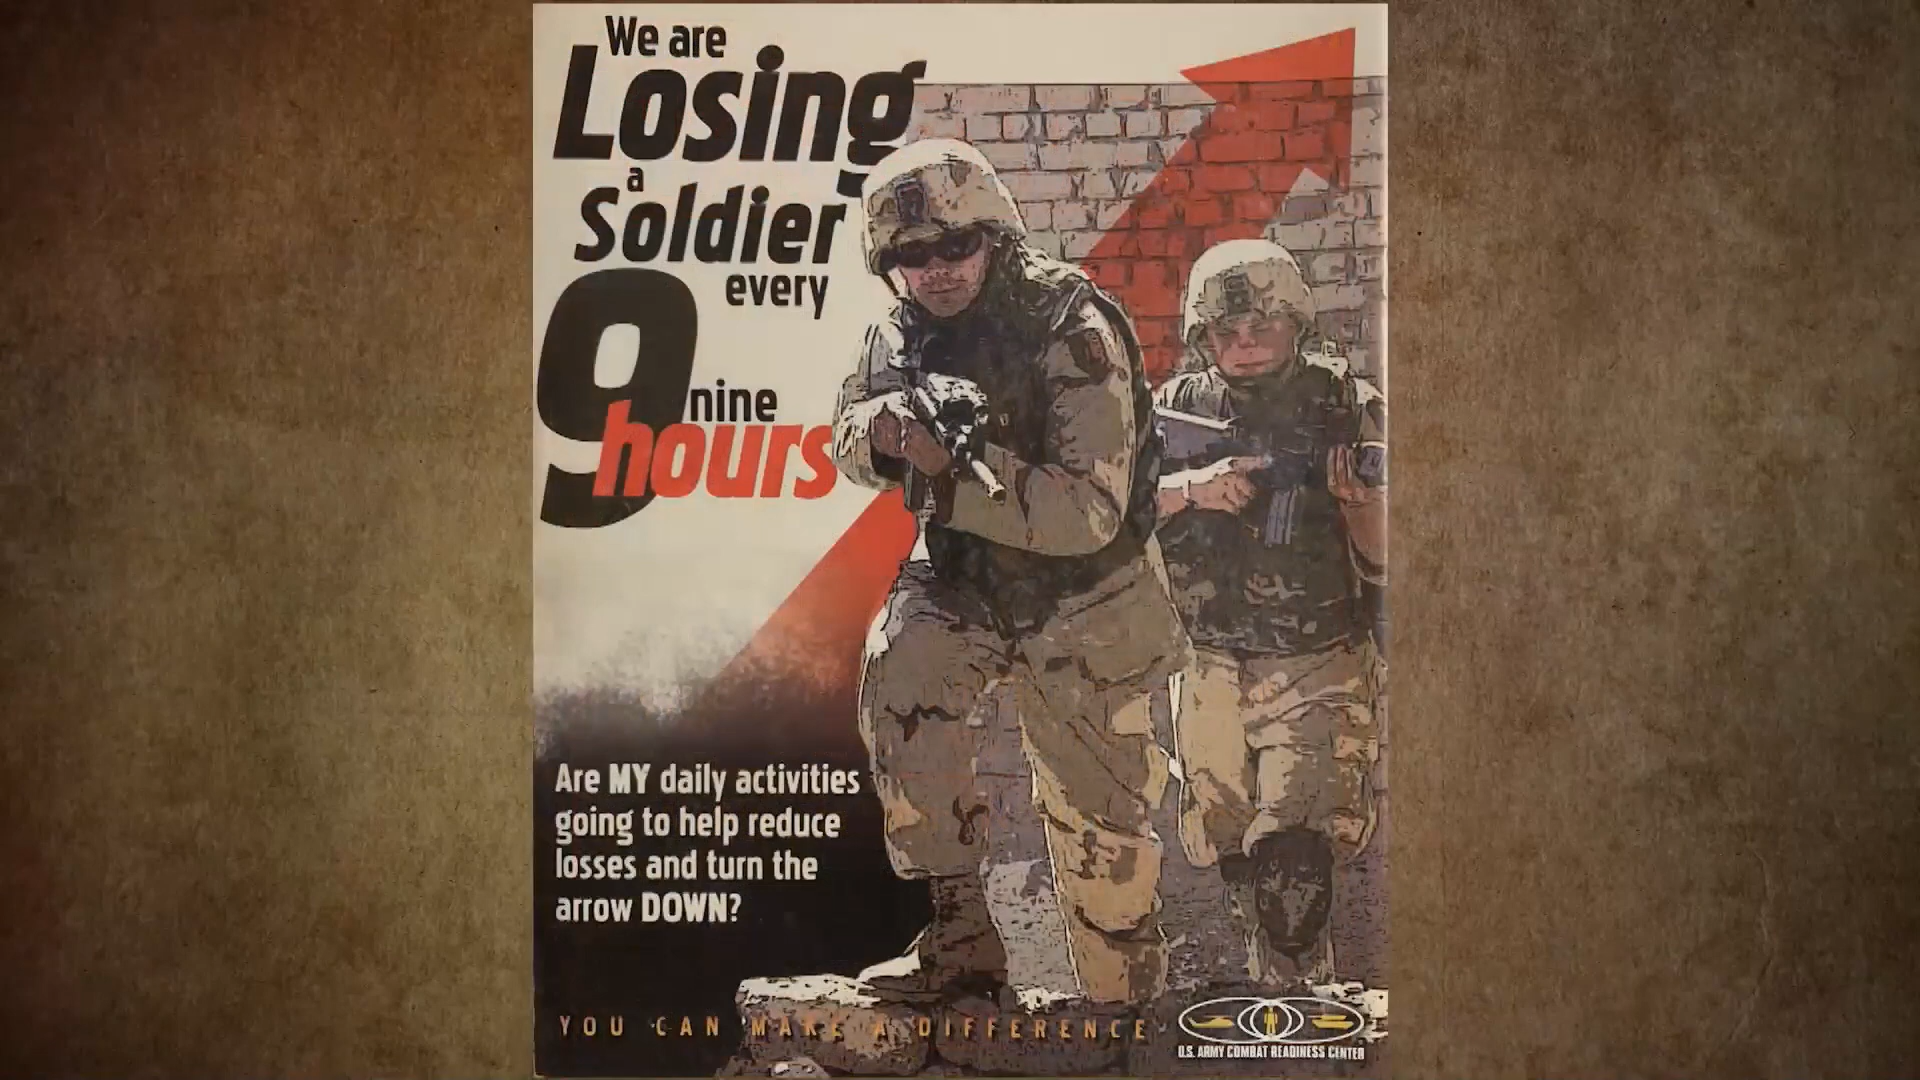 We are
Losing
a
Soldier
every
9
nine
hours
Are MY daily activities
going to help reduce
losses and turn the
arrow DOWN?
YOU CAN MAKE A DIFFERENCE
U.S. ARMY COMBAT READINESS CENTER